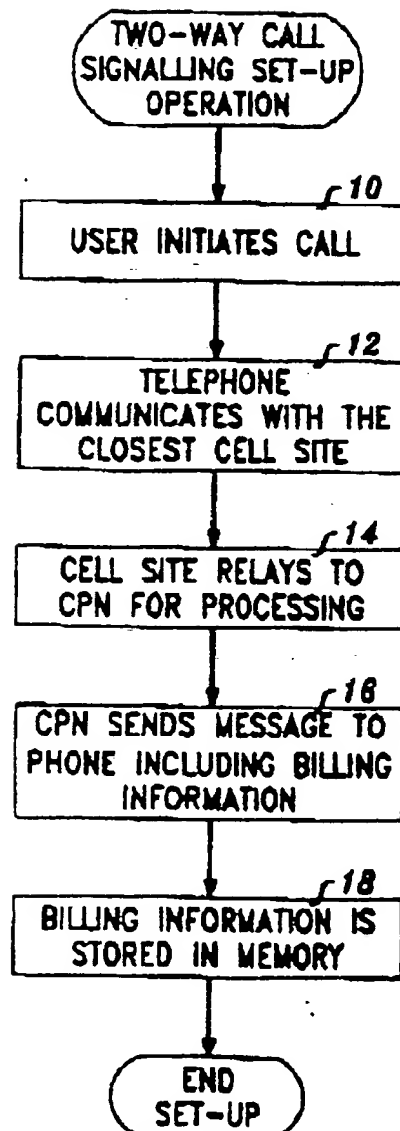 TWO-WAY CALL
SIGNALLING SET-UP
OPERATION
10
USER INITIATES CALL
12
TELEPHONE
COMMUNICATES WITH THE
CLOSEST CELL SITE
14
CELL SITE RELAYS TO
CPN FOR PROCESSING
16
CPN SENDS MESSAGE TO
PHONE INCLUDING BILLING
INFORMATION
18
BILLING INFORMATION IS
STORED IN MEMORY
END
SET-UP